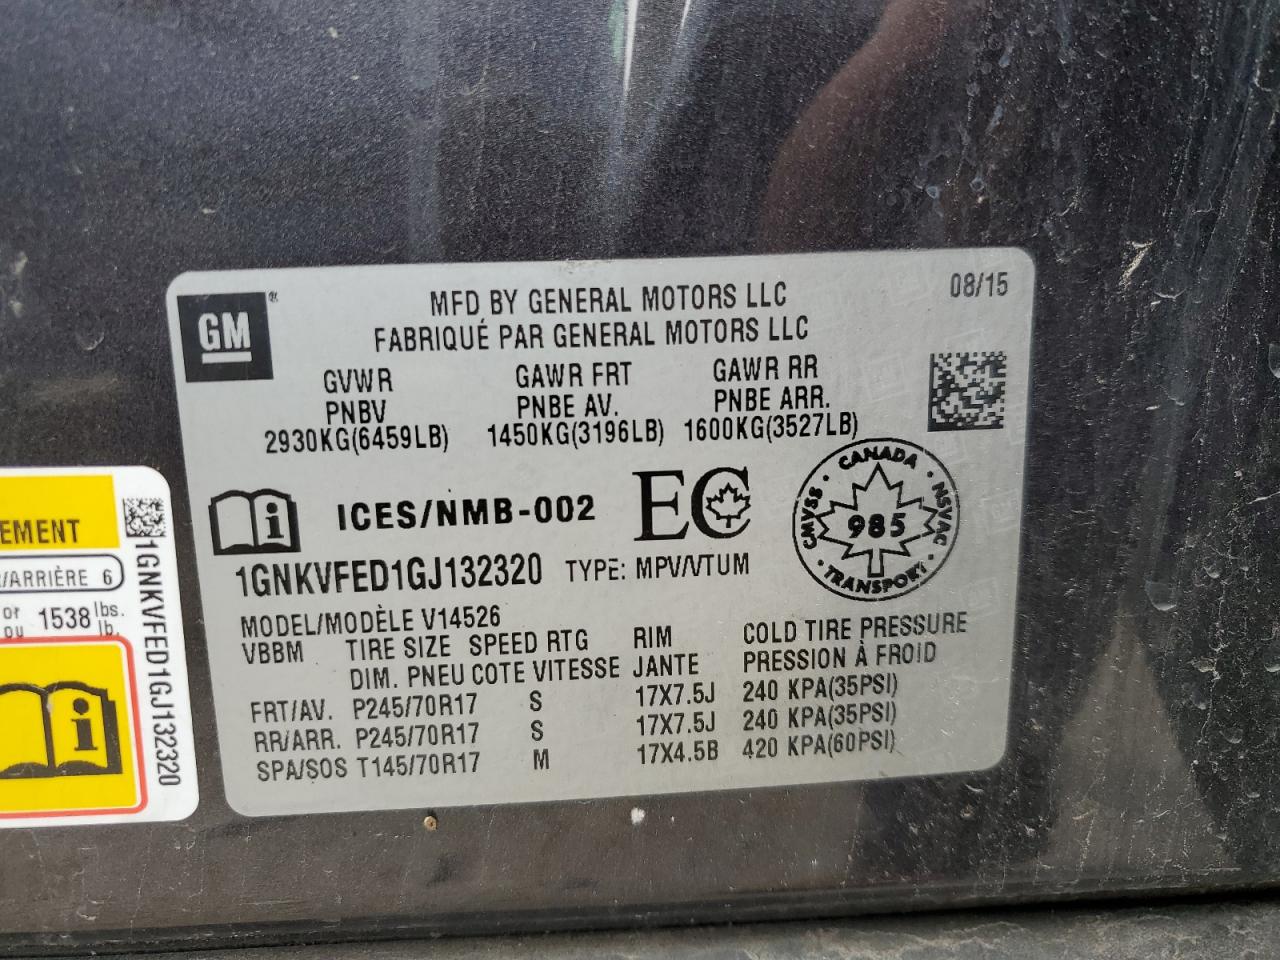 GM®
MFD BY GENERAL MOTORS LLC
08/15
FABRIQUÉ PAR GENERAL MOTORS LLC
GVWR GAWR FRT GAWR RR
PNBV PNBE AV. PNBE ARR.
2930KG(6459LB) 1450KG(3196LB) 1600KG(3527LB)
i ICES/NMB-002 EC
CANADA
CMVSS· ·NSVAC
985
·TRANSPORT·
1GNKVFED1GJ132320 TYPE: MPV/VTUM
MODEL/MODÈLE V14526
VBBM TIRE SIZE SPEED RTG RIM COLD TIRE PRESSURE
DIM. PNEU COTE VITESSE JANTE PRESSION À FROID
FRT/AV. P245/70R17 S 17X7.5J 240 KPA(35PSI)
RR/ARR. P245/70R17 S 17X7.5J 240 KPA(35PSI)
SPA/SOS T145/70R17 M 17X4.5B 420 KPA(60PSI)
EMENT
/ARRIÈRE 6
or 1538 lbs.
ou lb.
i
1GNKVFED1GJ132320